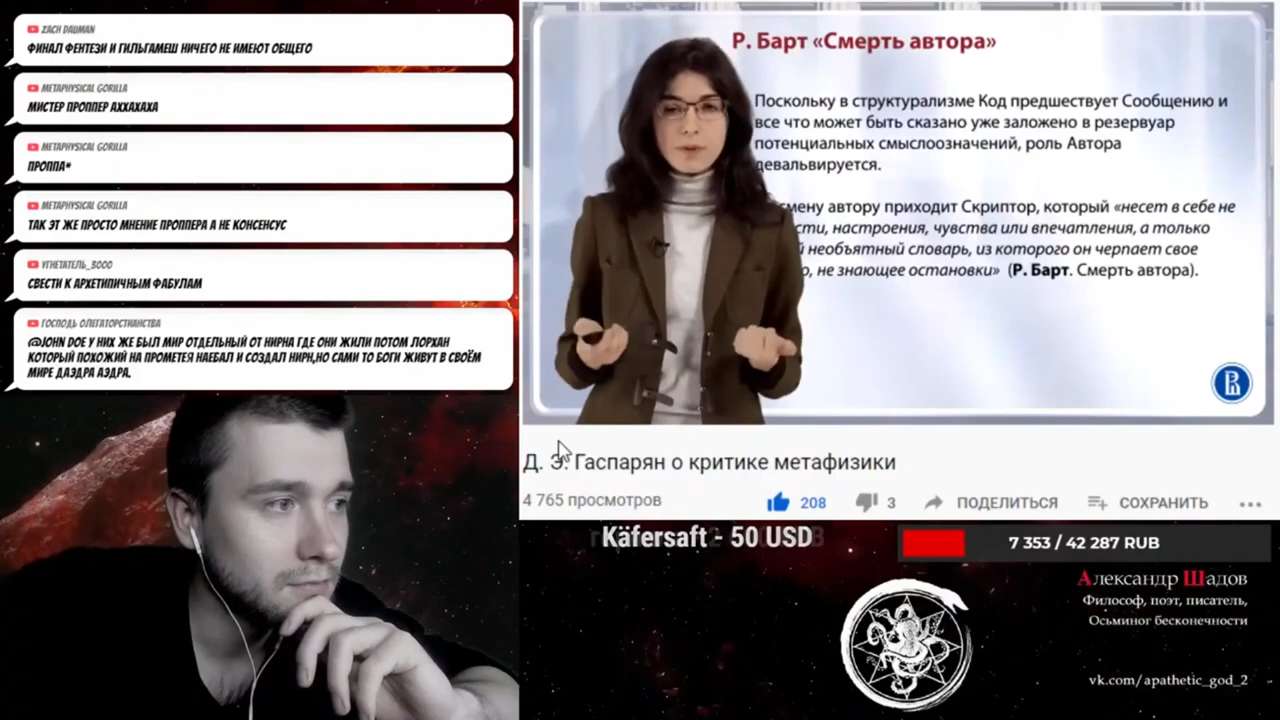 ZACH DAUMAN
ФИНАЛ ФЕНТЕЗИ И ГИЛЬГАМЕШ НИЧЕГО НЕ ИМЕЮТ ОБЩЕГО
METAPHYSICAL GORILLA
МИСТЕР ПРОППЕР АХХАХАХА
METAPHYSICAL GORILLA
ПРОППА*
METAPHYSICAL GORILLA
ТАК ЭТ ЖЕ ПРОСТО МНЕНИЕ ПРОППЕРА А НЕ КОНСЕНСУС
УГНЕТАТЕЛЬ_3000
СВЕСТИ К АРХЕТИПИЧНЫМ ФАБУЛАМ
ГОСПОДЬ ОЛЕГАТОРСТИАНСТВА
@JOHN DOE У НИХ ЖЕ БЫЛ МИР ОТДЕЛЬНЫЙ ОТ НИРНА ГДЕ ОНИ ЖИЛИ ПОТОМ ЛОРХАН
КОТОРЫЙ ПОХОЖИЙ НА ПРОМЕТЕЯ НАЕБАЛ И СОЗДАЛ НИРН,НО САМИ ТО БОГИ ЖИВУТ В СВОЁМ
МИРЕ ДАЭДРА АЭДРА.
Р. Барт «Смерть автора»
Поскольку в структурализме Код предшествует Сообщению и
все что может быть сказано уже заложено в резервуар
потенциальных смыслоозначений, роль Автора
девальвируется.
смену автору приходит Скриптор, который «несет в себе не
сти, настроения, чувства или впечатления, а только
й необъятный словарь, из которого он черпает свое
о, не знающее остановки» (Р. Барт. Смерть автора).
Д. Э. Гаспарян о критике метафизики
4 765 просмотров
208
3
ПОДЕЛИТЬСЯ
СОХРАНИТЬ
Käfersaft - 50 USD
7 353 / 42 287 RUB
Александр Шадов
Философ, поэт, писатель,
Осьминог бесконечности
vk.com/apathetic_god_2